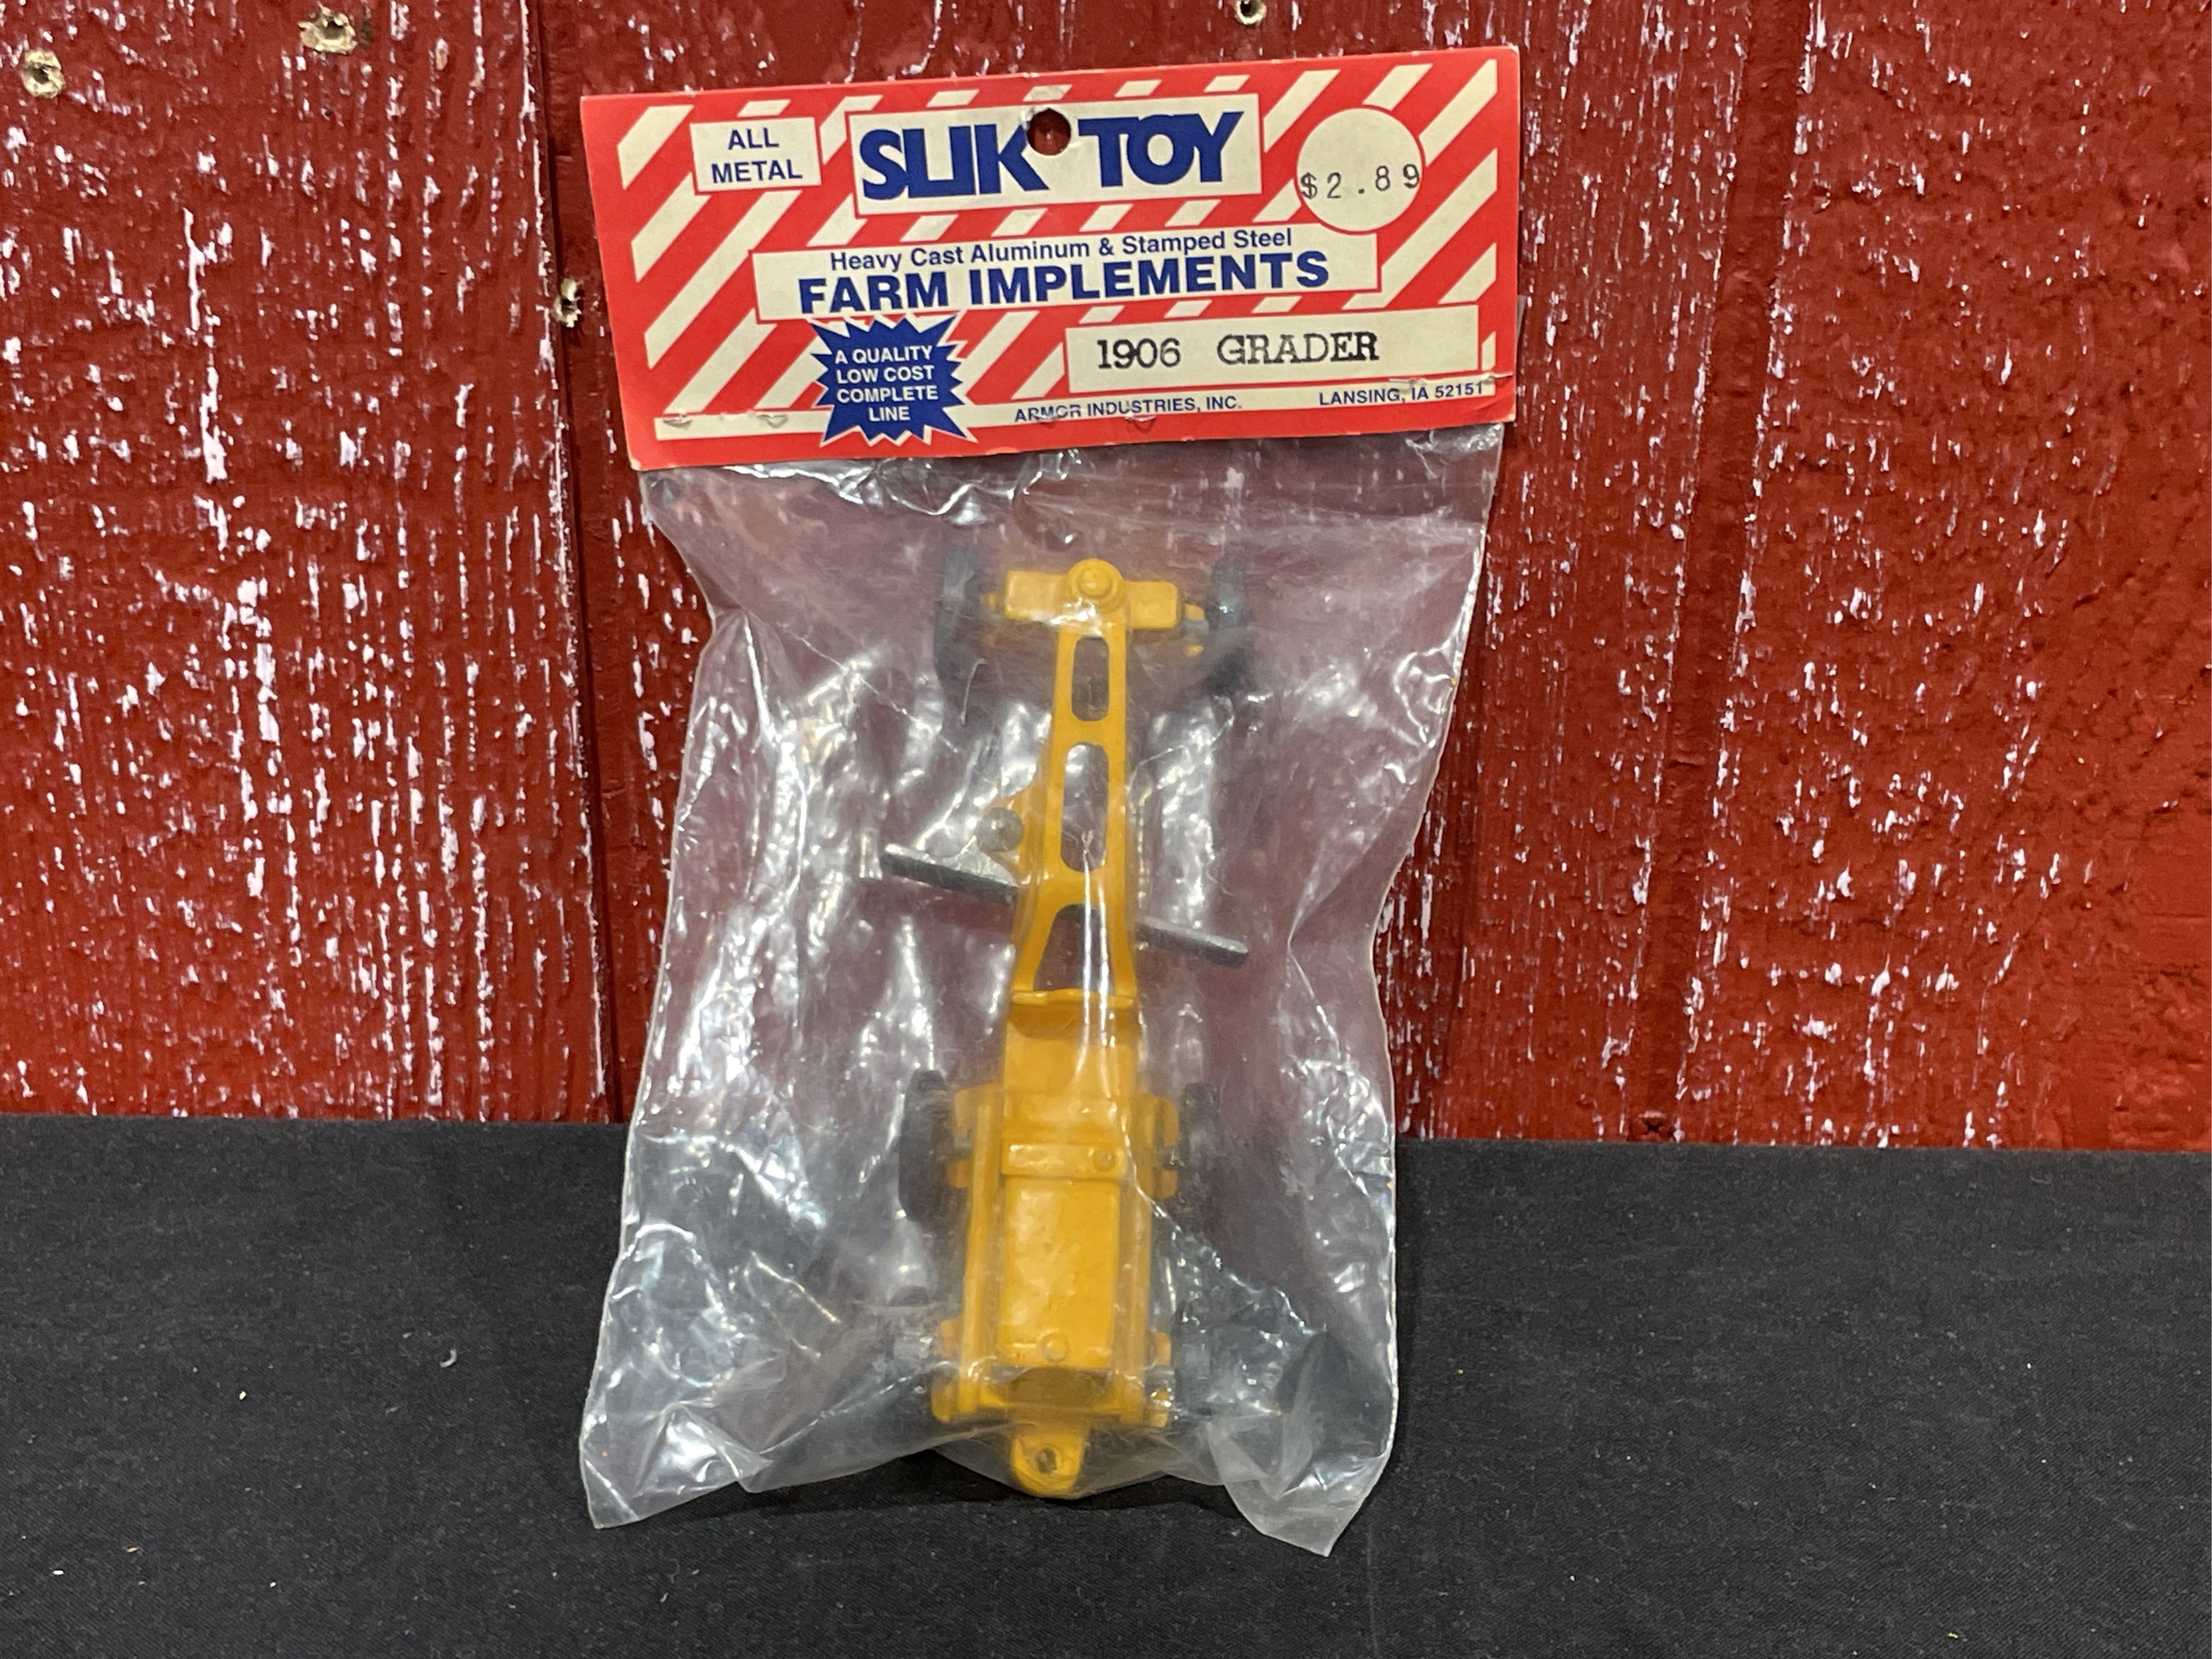 ALL
METAL
SLIK TOY
$2.89
Heavy Cast Aluminum & Stamped Steel
FARM IMPLEMENTS
A QUALITY
LOW COST
COMPLETE
LINE
1906 GRADER
ARMOR INDUSTRIES, INC. LANSING, IA 52151